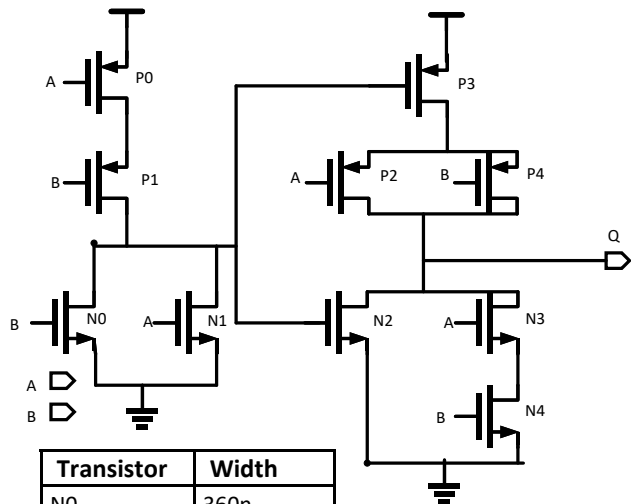 A P0
P3
B P1
A P2 B P4
Q
B N0 A N1 N2 A N3
A
B
B N4
Transistor Width
N0 360n